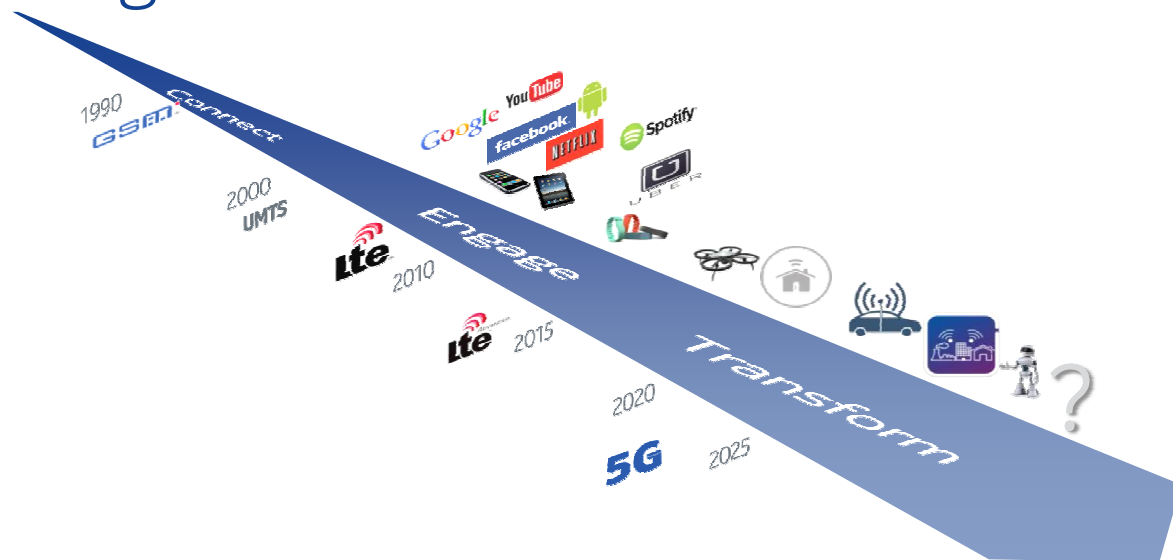 1990
GSM
Connect
2000
UMTS
Google
YouTube
facebook
NETFLIX
Spotify
UBER
Engage
lte
2010
lte
Advanced
2015
Transform
2020
5G
2025
?